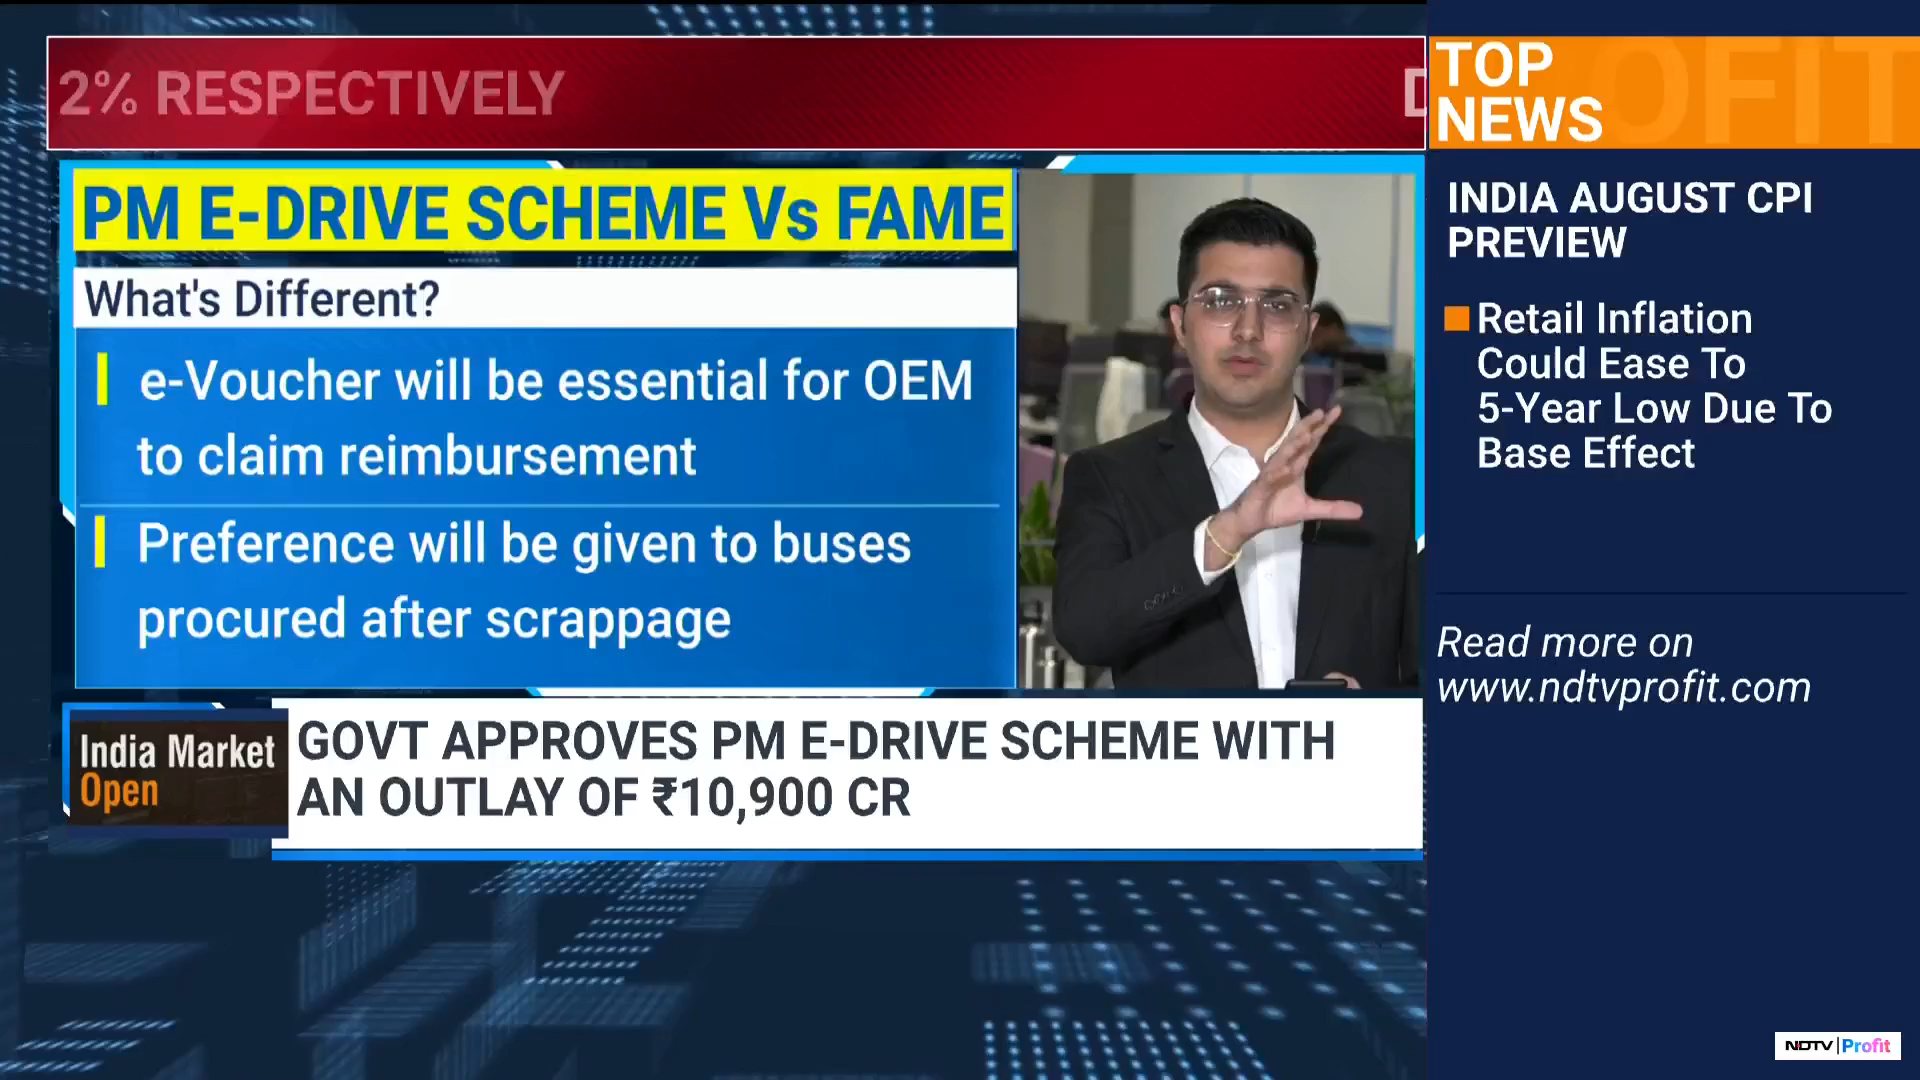 2% RESPECTIVELY
TOP
NEWS
PM E-DRIVE SCHEME Vs FAME
What's Different?
e-Voucher will be essential for OEM
to claim reimbursement
Preference will be given to buses
procured after scrappage
India Market
Open
GOVT APPROVES PM E-DRIVE SCHEME WITH
AN OUTLAY OF ₹10,900 CR
INDIA AUGUST CPI
PREVIEW
Retail Inflation
Could Ease To
5-Year Low Due To
Base Effect
Read more on
www.ndtvprofit.com
NDTV Profit